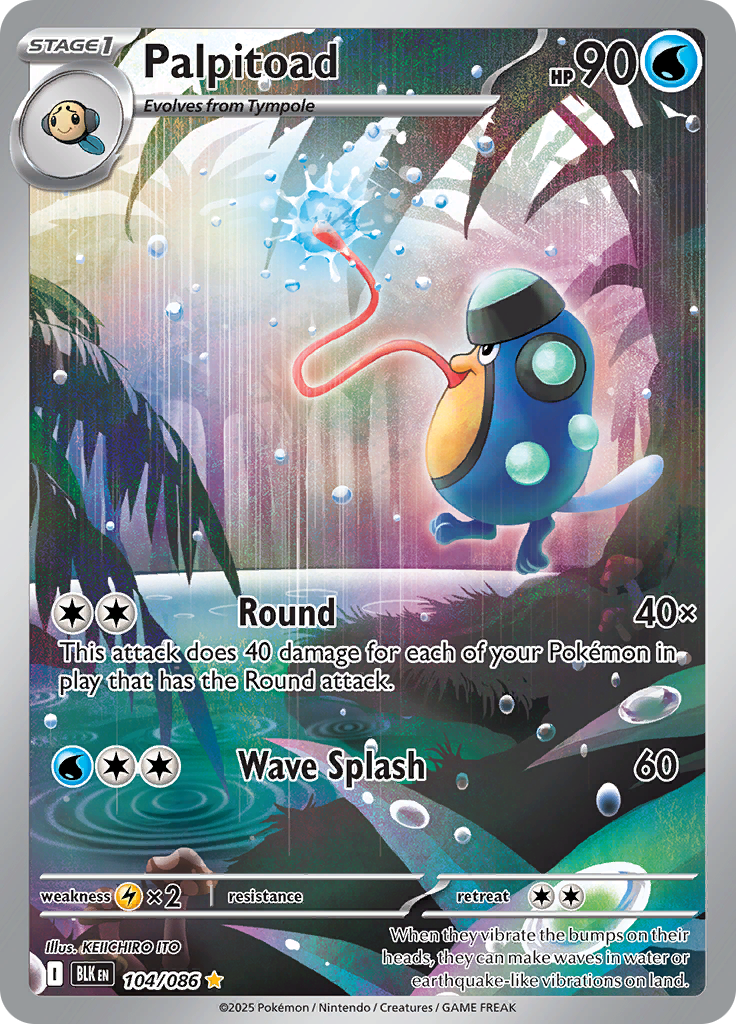 STAGE1
Palpitoad
HP 90
Evolves from Tympole
Round 40×
This attack does 40 damage for each of your Pokémon in
play that has the Round attack.
Wave Splash 60
weakness ×2 resistance retreat
When they vibrate the bumps on their
heads, they can make waves in water or
earthquake-like vibrations on land.
Illus. KEIICHIRO ITO
I BLK EN 104/086
©2025 Pokémon / Nintendo / Creatures / GAME FREAK